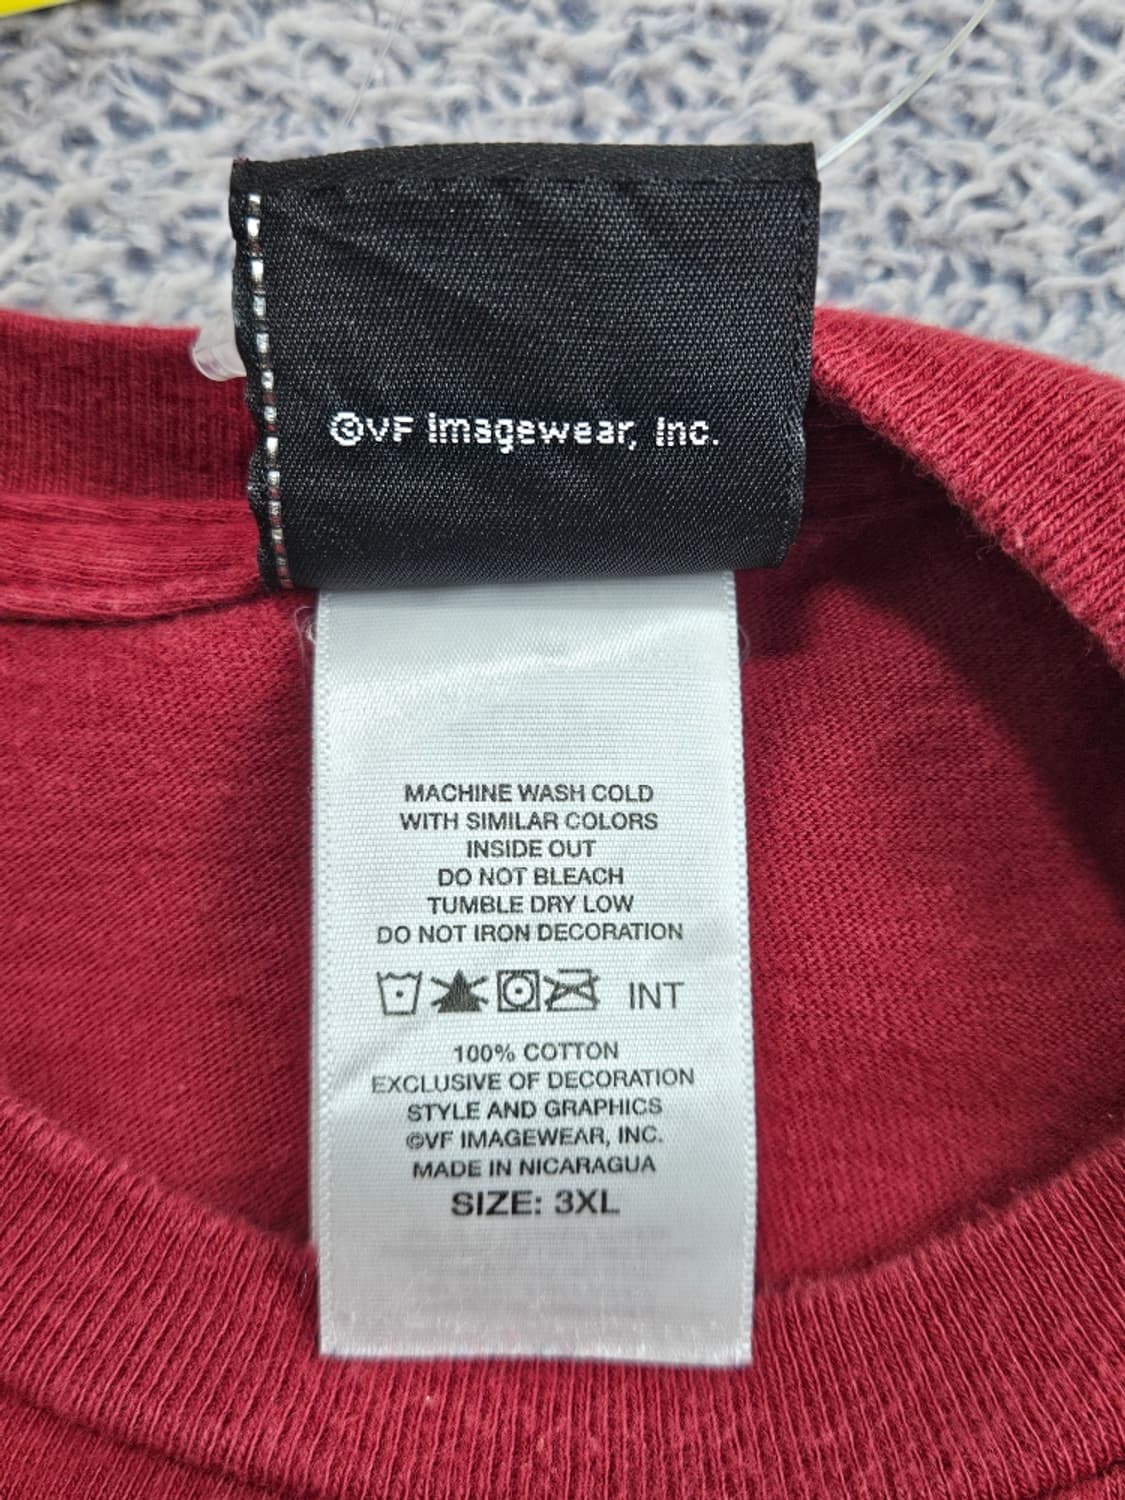 ©VF Imagewear, Inc.
MACHINE WASH COLD
WITH SIMILAR COLORS
INSIDE OUT
DO NOT BLEACH
TUMBLE DRY LOW
DO NOT IRON DECORATION
INT
100% COTTON
EXCLUSIVE OF DECORATION
STYLE AND GRAPHICS
©VF IMAGEWEAR, INC.
MADE IN NICARAGUA
SIZE: 3XL